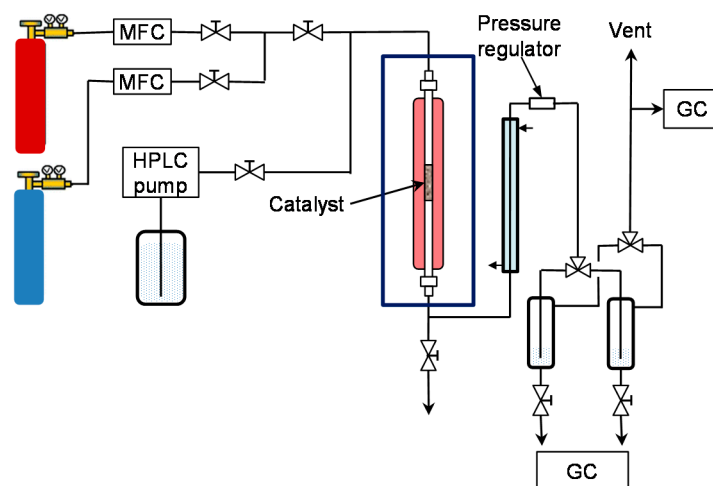 MFC
Pressure
regulator
Vent
MFC
GC
HPLC
pump
Catalyst
GC